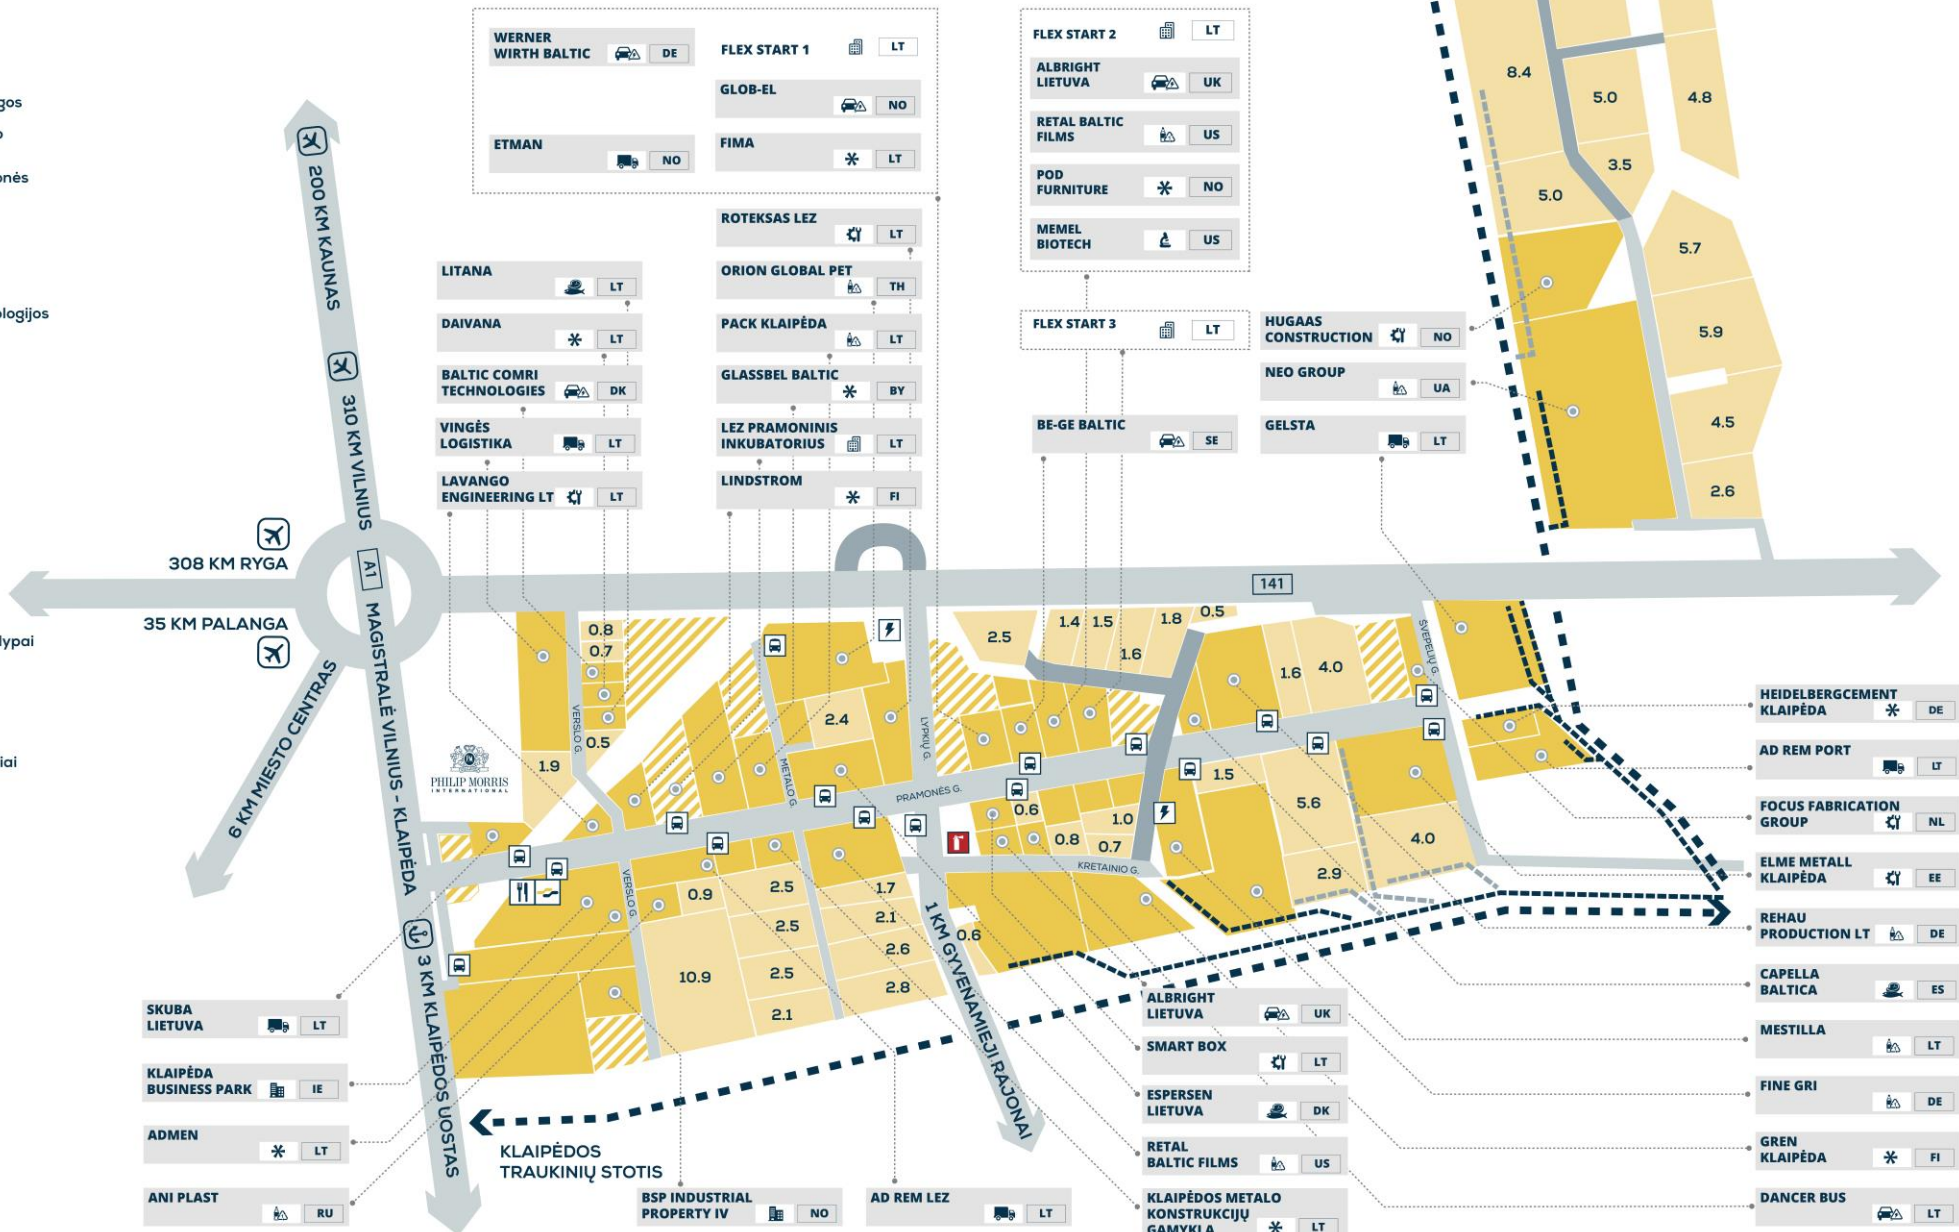 gos
onės
ologijos
lypai
iai
WERNER
WIRTH BALTIC DE
FLEX START 1 LT
GLOB-EL
NO
ETMAN
NO
FIMA
LT
FLEX START 2 LT
ALBRIGHT
LIETUVA UK
RETAL BALTIC
FILMS US
POD
FURNITURE NO
MEMEL
BIOTECH US
FLEX START 3 LT
ROTEKSAS LEZ
LT
ORION GLOBAL PET
TH
PACK KLAIPĖDA
LT
GLASSBEL BALTIC
BY
LEZ PRAMONINIS
INKUBATORIUS LT
LINDSTROM
FI
LITANA
LT
DAIVANA
LT
BALTIC COMRI
TECHNOLOGIES DK
VINGĖS
LOGISTIKA LT
LAVANGO
ENGINEERING LT LT
BE-GE BALTIC
SE
HUGAAS
CONSTRUCTION NO
NEO GROUP
UA
GELSTA
LT
8.4
5.0
4.8
3.5
5.0
5.7
5.9
4.5
2.6
200 KM KAUNAS
310 KM VILNIUS
A1
MAGISTRALĖ VILNIUS - KLAIPĖDA
3 KM KLAIPĖDOS UOSTAS
308 KM RYGA
35 KM PALANGA
6 KM MIESTO CENTRAS
141
PHILIP MORRIS
INTERNATIONAL
0.8
0.7
0.5
1.9
VERSLO G.
METALO G.
2.4
LYPKIŲ G.
PRAMONĖS G.
2.5
1.4
1.5
1.8
0.5
1.6
1.6
4.0
ŠVEPELIŲ G.
1.5
5.6
2.9
4.0
0.6
1.0
0.8
0.7
KRETAINIO G.
VERSLO G.
0.9
2.5
2.5
2.5
2.1
10.9
1.7
2.1
2.6
2.8
0.6
1 KM GYVENAMIEJI RAJONAI
KLAIPĖDOS
TRAUKINIŲ STOTIS
SKUBA
LIETUVA LT
KLAIPĖDA
BUSINESS PARK IE
ADMEN
LT
ANI PLAST
RU
BSP INDUSTRIAL
PROPERTY IV NO
AD REM LEZ
LT
ALBRIGHT
LIETUVA UK
SMART BOX
LT
ESPERSEN
LIETUVA DK
RETAL
BALTIC FILMS US
KLAIPĖDOS METALO
KONSTRUKCIJŲ
GAMYKLA LT
HEIDELBERGCEMENT
KLAIPĖDA DE
AD REM PORT
LT
FOCUS FABRICATION
GROUP NL
ELME METALL
KLAIPĖDA EE
REHAU
PRODUCTION LT DE
CAPELLA
BALTICA ES
MESTILLA
LT
FINE GRI
DE
GREN
KLAIPĖDA FI
DANCER BUS
LT